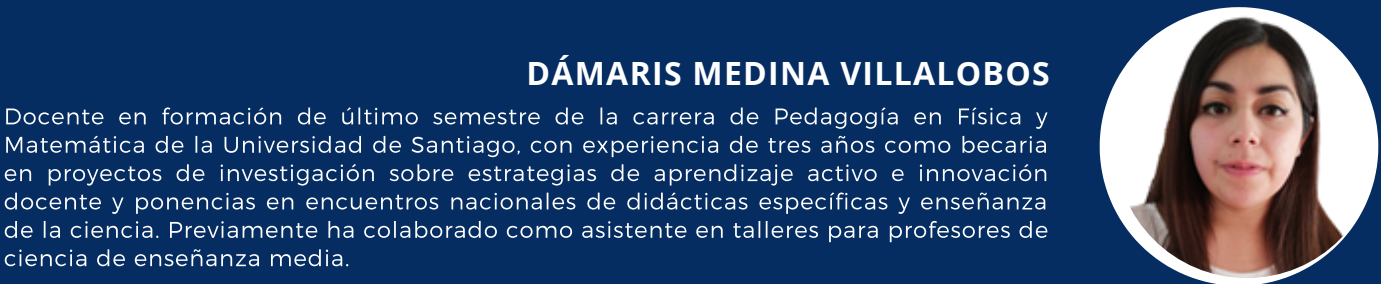 DÁMARIS MEDINA VILLALOBOS
Docente en formación de último semestre de la carrera de Pedagogía en Física y
Matemática de la Universidad de Santiago, con experiencia de tres años como becaria
en proyectos de investigación sobre estrategias de aprendizaje activo e innovación
docente y ponencias en encuentros nacionales de didácticas específicas y enseñanza
de la ciencia. Previamente ha colaborado como asistente en talleres para profesores de
ciencia de enseñanza media.